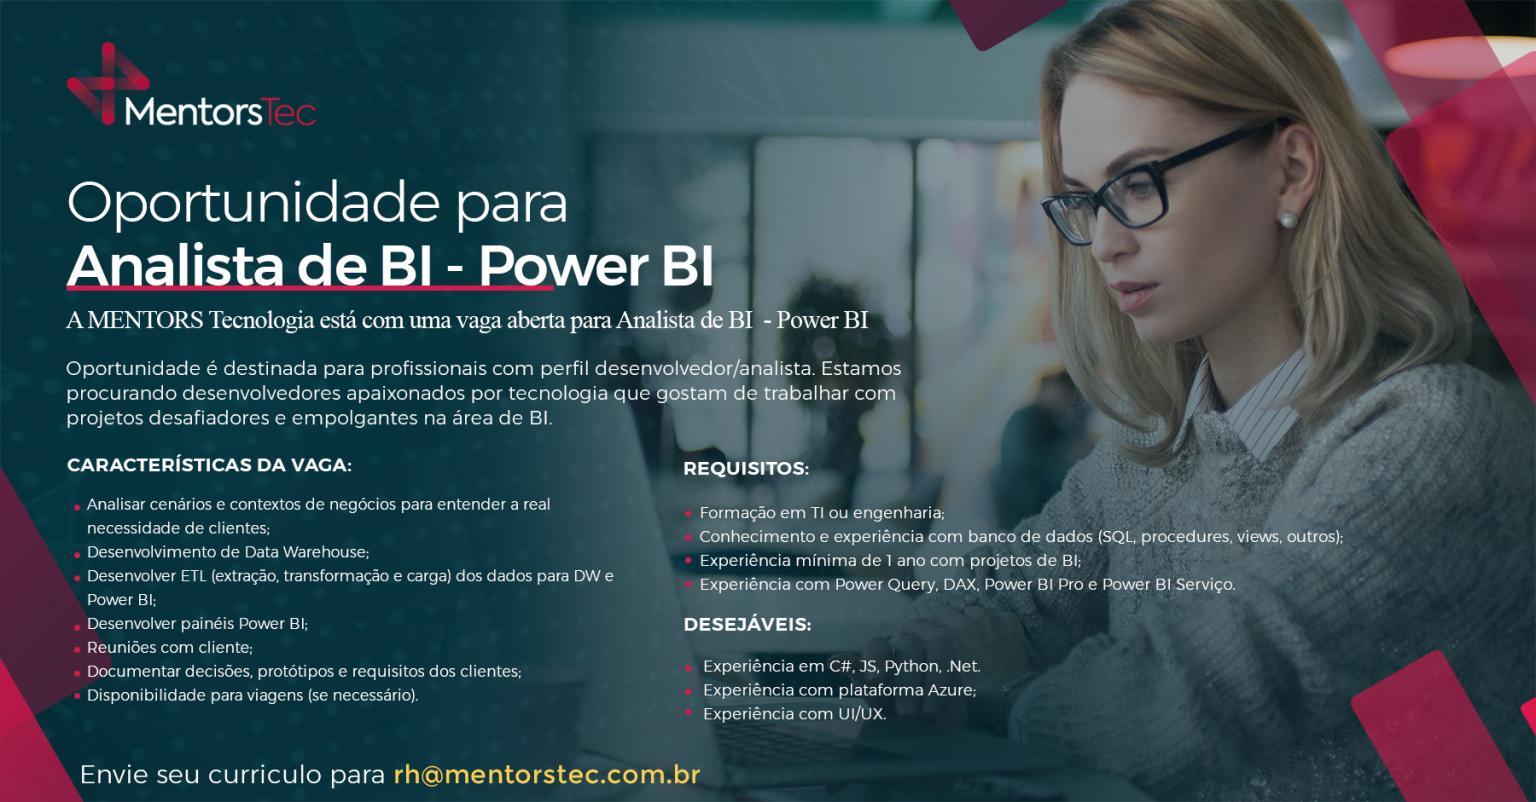 MentorsTec
Oportunidade para
Analista de BI - Power BI
A MENTORS Tecnologia está com uma vaga aberta para Analista de BI - Power BI
Oportunidade é destinada para profissionais com perfil desenvolvedor/analista. Estamos
procurando desenvolvedores apaixonados por tecnologia que gostam de trabalhar com
projetos desafiadores e empolgantes na área de BI.
CARACTERÍSTICAS DA VAGA:
• Analisar cenários e contextos de negócios para entender a real
necessidade de clientes;
• Desenvolvimento de Data Warehouse;
• Desenvolver ETL (extração, transformação e carga) dos dados para DW e
Power BI;
• Desenvolver painéis Power BI;
• Reuniões com cliente;
• Documentar decisões, protótipos e requisitos dos clientes;
• Disponibilidade para viagens (se necessário).
REQUISITOS:
• Formação em TI ou engenharia;
• Conhecimento e experiência com banco de dados (SQL, procedures, views, outros);
• Experiência mínima de 1 ano com projetos de BI;
• Experiência com Power Query, DAX, Power BI Pro e Power BI Serviço.
DESEJÁVEIS:
• Experiência em C#, JS, Python, .Net.
• Experiência com plataforma Azure;
• Experiência com UI/UX.
Envie seu curriculo para rh@mentorstec.com.br